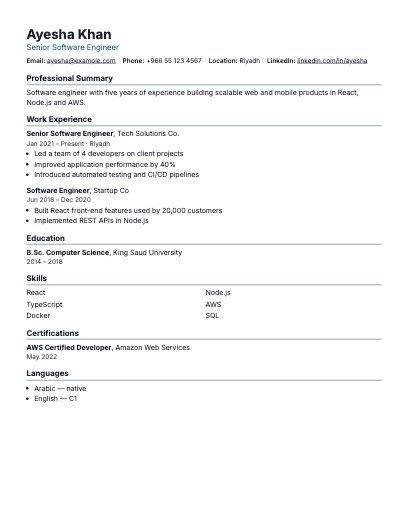 Ayesha Khan
Senior Software Engineer
Email: ayesha@example.com Phone: +966 55 123 4567 Location: Riyadh LinkedIn: linkedin.com/in/ayesha
Professional Summary
Software engineer with five years of experience building scalable web and mobile products in React,
Node.js and AWS.
Work Experience
Senior Software Engineer, Tech Solutions Co.
Jan 2021 – Present · Riyadh
• Led a team of 4 developers on client projects
• Improved application performance by 40%
• Introduced automated testing and CI/CD pipelines
Software Engineer, Startup Co
Jun 2018 – Dec 2020
• Built React front-end features used by 20,000 customers
• Implemented REST APIs in Node.js
Education
B.Sc. Computer Science, King Saud University
2014 – 2018
Skills
React Node.js
TypeScript AWS
Docker SQL
Certifications
AWS Certified Developer, Amazon Web Services
May 2022
Languages
• Arabic — native
• English — C1